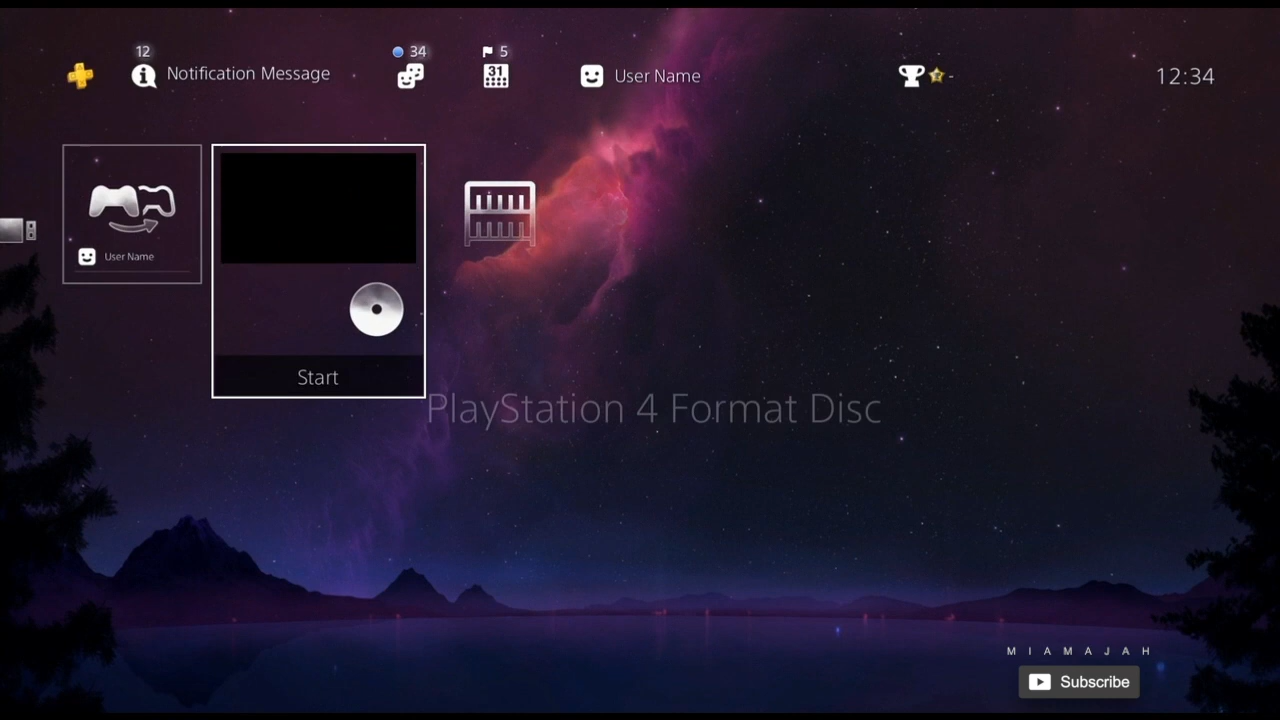 12
34
5
Notification Message
31
User Name
-
12:34
User Name
Start
PlayStation 4 Format Disc
M I A M A J A H
Subscribe